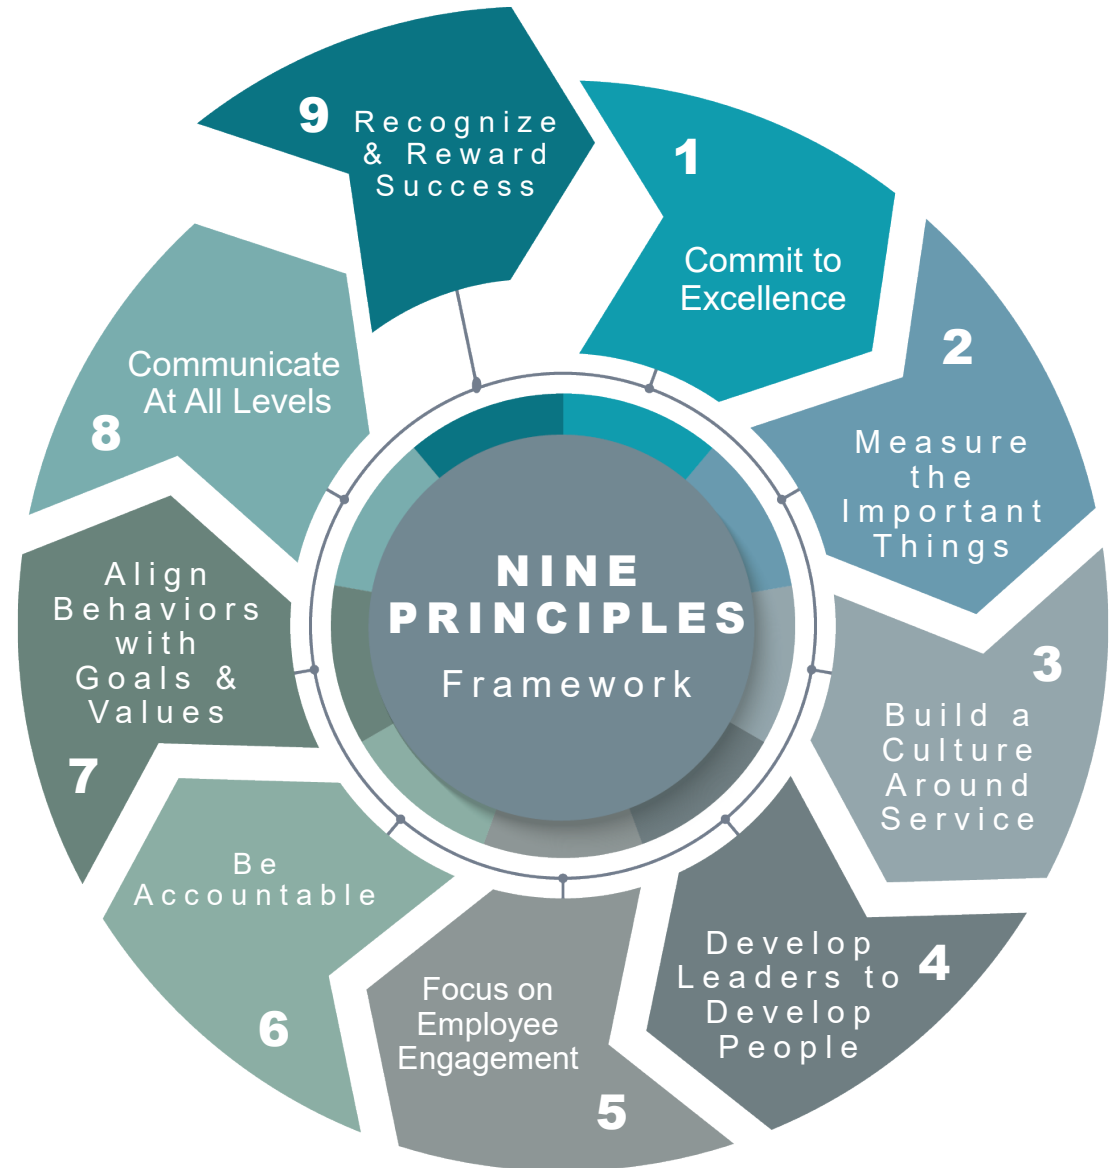 NINE
PRINCIPLES
Framework
1
Commit to
Excellence
2
Measure
the
Important
Things
3
Build a
Culture
Around
Service
4
Develop
Leaders to
Develop
People
5
Focus on
Employee
Engagement
6
Be
Accountable
7
Align
Behaviors
with
Goals &
Values
8
Communicate
At All Levels
9
Recognize
& Reward
Success